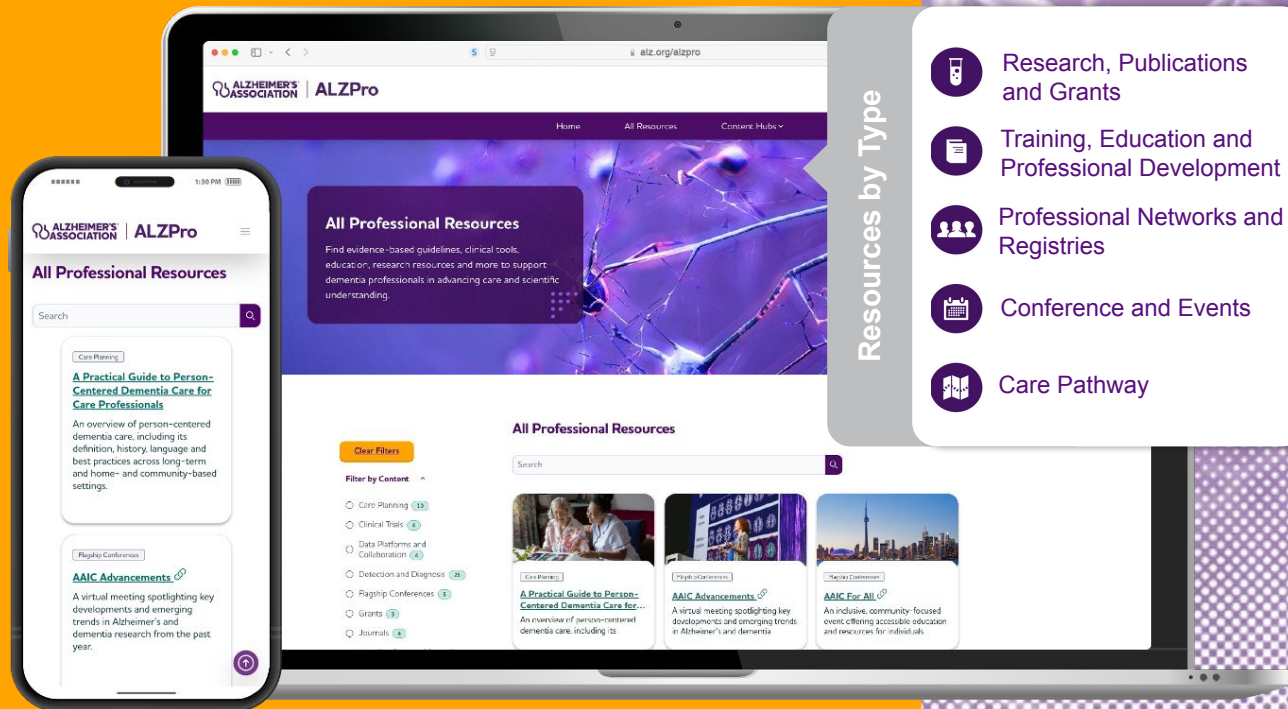 1:30 PM
ALZHEIMER'S
ASSOCIATION
ALZPro
All Professional Resources
Search
Care Planning
A Practical Guide to Person-
Centered Dementia Care for
Care Professionals
An overview of person-centered
dementia care, including its
definition, history, language and
best practices across long-term
and home- and community-based
settings.
Flagship Conferences
AAIC Advancements
A virtual meeting spotlighting key
developments and emerging
trends in Alzheimer's and
dementia research from the past
year.
alz.org/alzpro
ALZHEIMER'S
ASSOCIATION
ALZPro
Home All Resources Content Hubs
All Professional Resources
Find evidence-based guidelines, clinical tools,
education, research resources and more to support
dementia professionals in advancing care and scientific
understanding.
Clear Filters
Filter by Content
Care Planning
Clinical Trials
Data Platforms and
Collaboration
Detection and Diagnosis
Flagship Conferences
Grants
Journals
All Professional Resources
Search
Care Planning
A Practical Guide to Person-
Centered Dementia Care for...
An overview of person-centered
dementia care, including its
Flagship Conferences
AAIC Advancements
A virtual meeting spotlighting key
developments and emerging trends
in Alzheimer's and dementia
Flagship Conferences
AAIC For All
An inclusive, community-focused
event offering accessible education
and resources for individuals
Resources by Type
Research, Publications
and Grants
Training, Education and
Professional Development
Professional Networks and
Registries
Conference and Events
Care Pathway